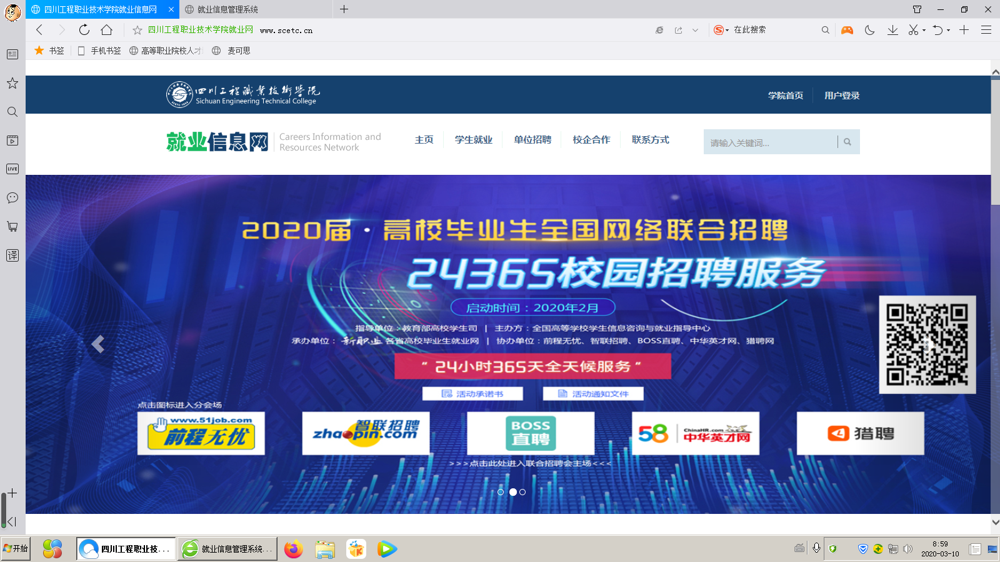 四川工程职业技术学院就业信息网
就业信息管理系统
四川工程职业技术学院就业网 www.scetc.cn
在此搜索
书签
手机书签
高等职业院校人才
麦可思
四川工程職業技術學院
Sichuan Engineering Technical College
学院首页
用户登录
就业信息网
Careers Information and
Resources Network
主页
学生就业
单位招聘
校企合作
联系方式
请输入关键词...
LIVE
译
2020届·高校毕业生全国网络联合招聘
24365校园招聘服务
启动时间：2020年2月
指导单位：教育部高校学生司 | 主办方：全国高等学校学生信息咨询与就业指导中心
承办单位：新职业 各省高校毕业生就业网 | 协办单位：前程无忧、智联招聘、BOSS直聘、中华英才网、猎聘网
“24小时365天全天候服务”
活动承诺书
活动通知文件
点击图标进入分会场
www.51job.com
前程无忧
智联招聘
zhaopin.com
BOSS
直聘
58
ChinaHR.com
中华英才网
猎聘
>>>点击此处进入联合招聘会主场<<<
开始
四川工程职业技...
就业信息管理系统...
8:59
2020-03-10